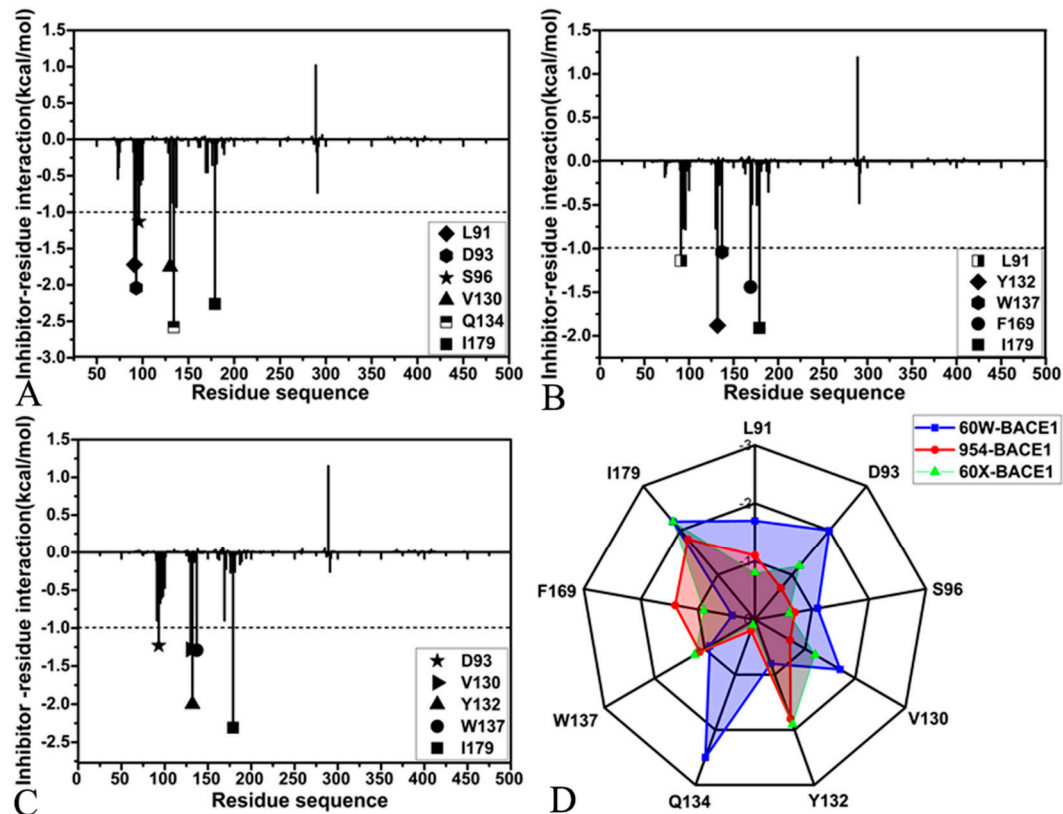 Inhibitor-residue interaction(kcal/mol)
1.5
1.0
0.5
0.0
-0.5
-1.0
-1.5
-2.0
-2.5
-3.0
L91
D93
S96
V130
Q134
I179
50 100 150 200 250 300 350 400 450 500
Residue sequence
A
Inhibitor-residue interaction(kcal/mol)
1.5
1.0
0.5
0.0
-0.5
-1.0
-1.5
-2.0
L91
Y132
W137
F169
I179
0 50 100 150 200 250 300 350 400 450 500
Residue sequence
B
Inhibitor -residue interaction(kcal/mol)
1.5
1.0
0.5
0.0
-0.5
-1.0
-1.5
-2.0
-2.5
D93
V130
Y132
W137
I179
0 50 100 150 200 250 300 350 400 450 500
Residue sequence
C
60W-BACE1
954-BACE1
60X-BACE1
L91
D93
S96
V130
Y132
Q134
W137
F169
I179
-3
-2
-1
0
D